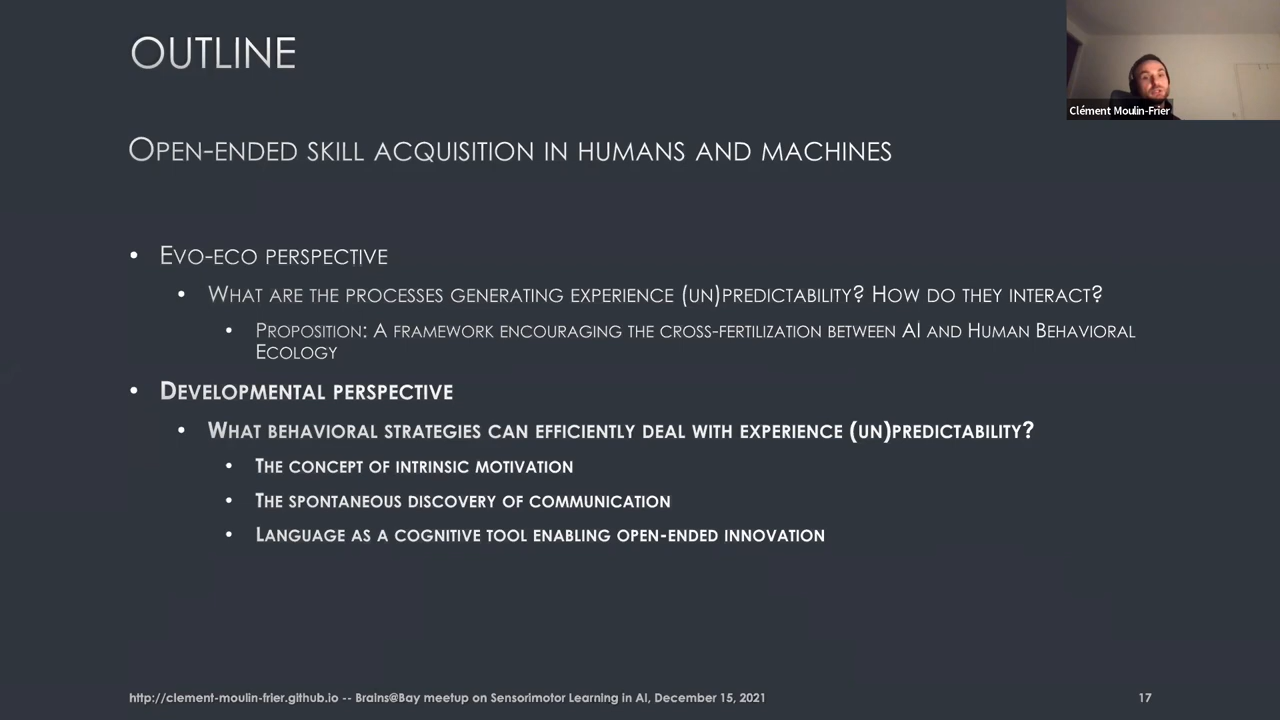 OUTLINE
Clément Moulin-Frier
OPEN-ENDED SKILL ACQUISITION IN HUMANS AND MACHINES
• EVO-ECO PERSPECTIVE
• WHAT ARE THE PROCESSES GENERATING EXPERIENCE (UN)PREDICTABILITY? HOW DO THEY INTERACT?
• PROPOSITION: A FRAMEWORK ENCOURAGING THE CROSS-FERTILIZATION BETWEEN AI AND HUMAN BEHAVIORAL
ECOLOGY
• DEVELOPMENTAL PERSPECTIVE
• WHAT BEHAVIORAL STRATEGIES CAN EFFICIENTLY DEAL WITH EXPERIENCE (UN)PREDICTABILITY?
• THE CONCEPT OF INTRINSIC MOTIVATION
• THE SPONTANEOUS DISCOVERY OF COMMUNICATION
• LANGUAGE AS A COGNITIVE TOOL ENABLING OPEN-ENDED INNOVATION
http://clement-moulin-frier.github.io -- Brains@Bay meetup on Sensorimotor Learning in AI, December 15, 2021
17